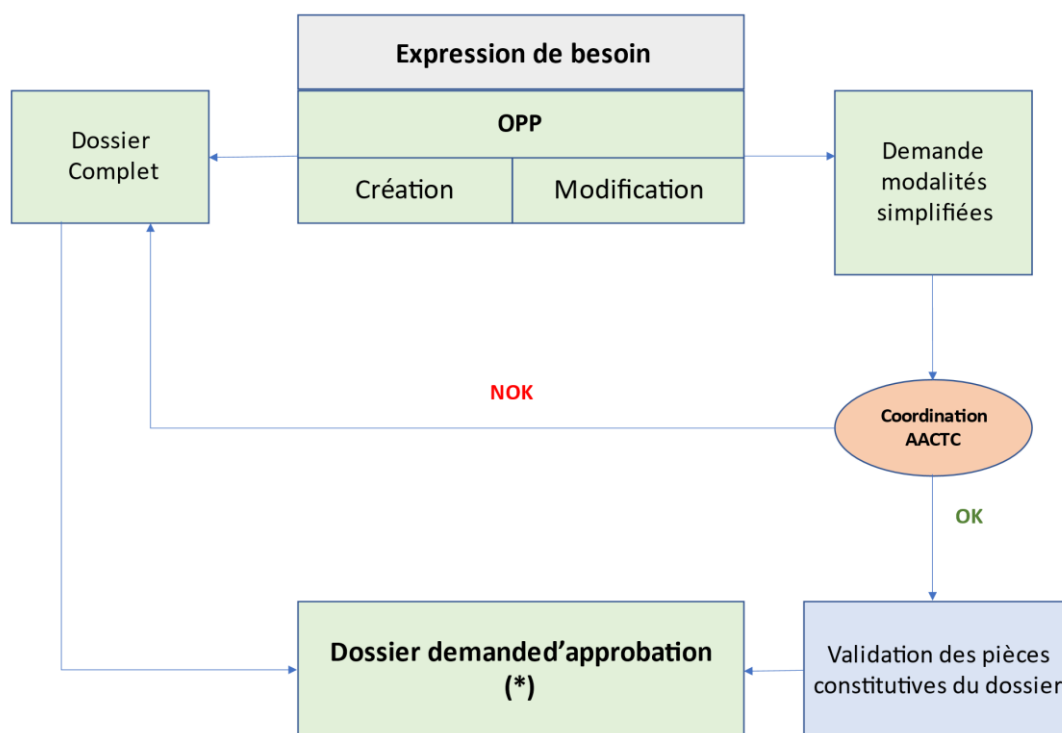 Expression de besoin
OPP
Création
Modification
Dossier
Complet
Demande
modalités
simplifiées
NOK
Coordination
AACTC
OK
Dossier demanded’approbation
(*)
Validation des pièces
constitutives du dossier